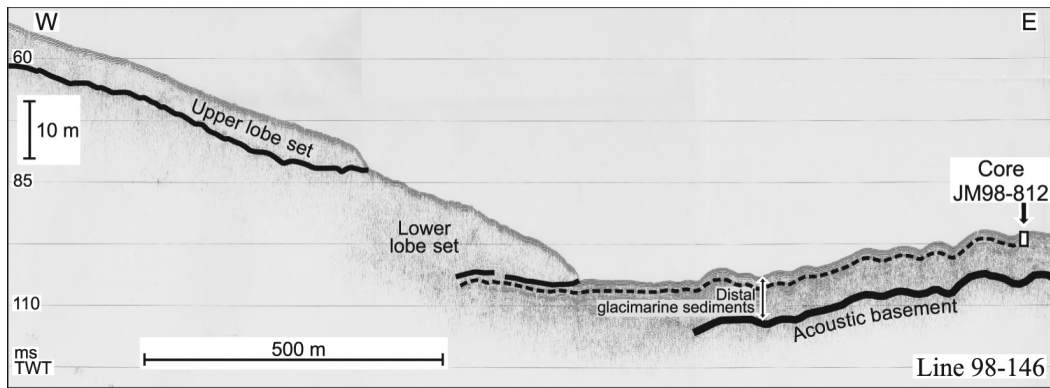 W
E
60
10 m
Upper lobe set
Core
JM98-812
85
Lower
lobe set
Distal
glacimarine sediments
110
Acoustic basement
500 m
ms
TWT
Line 98-146